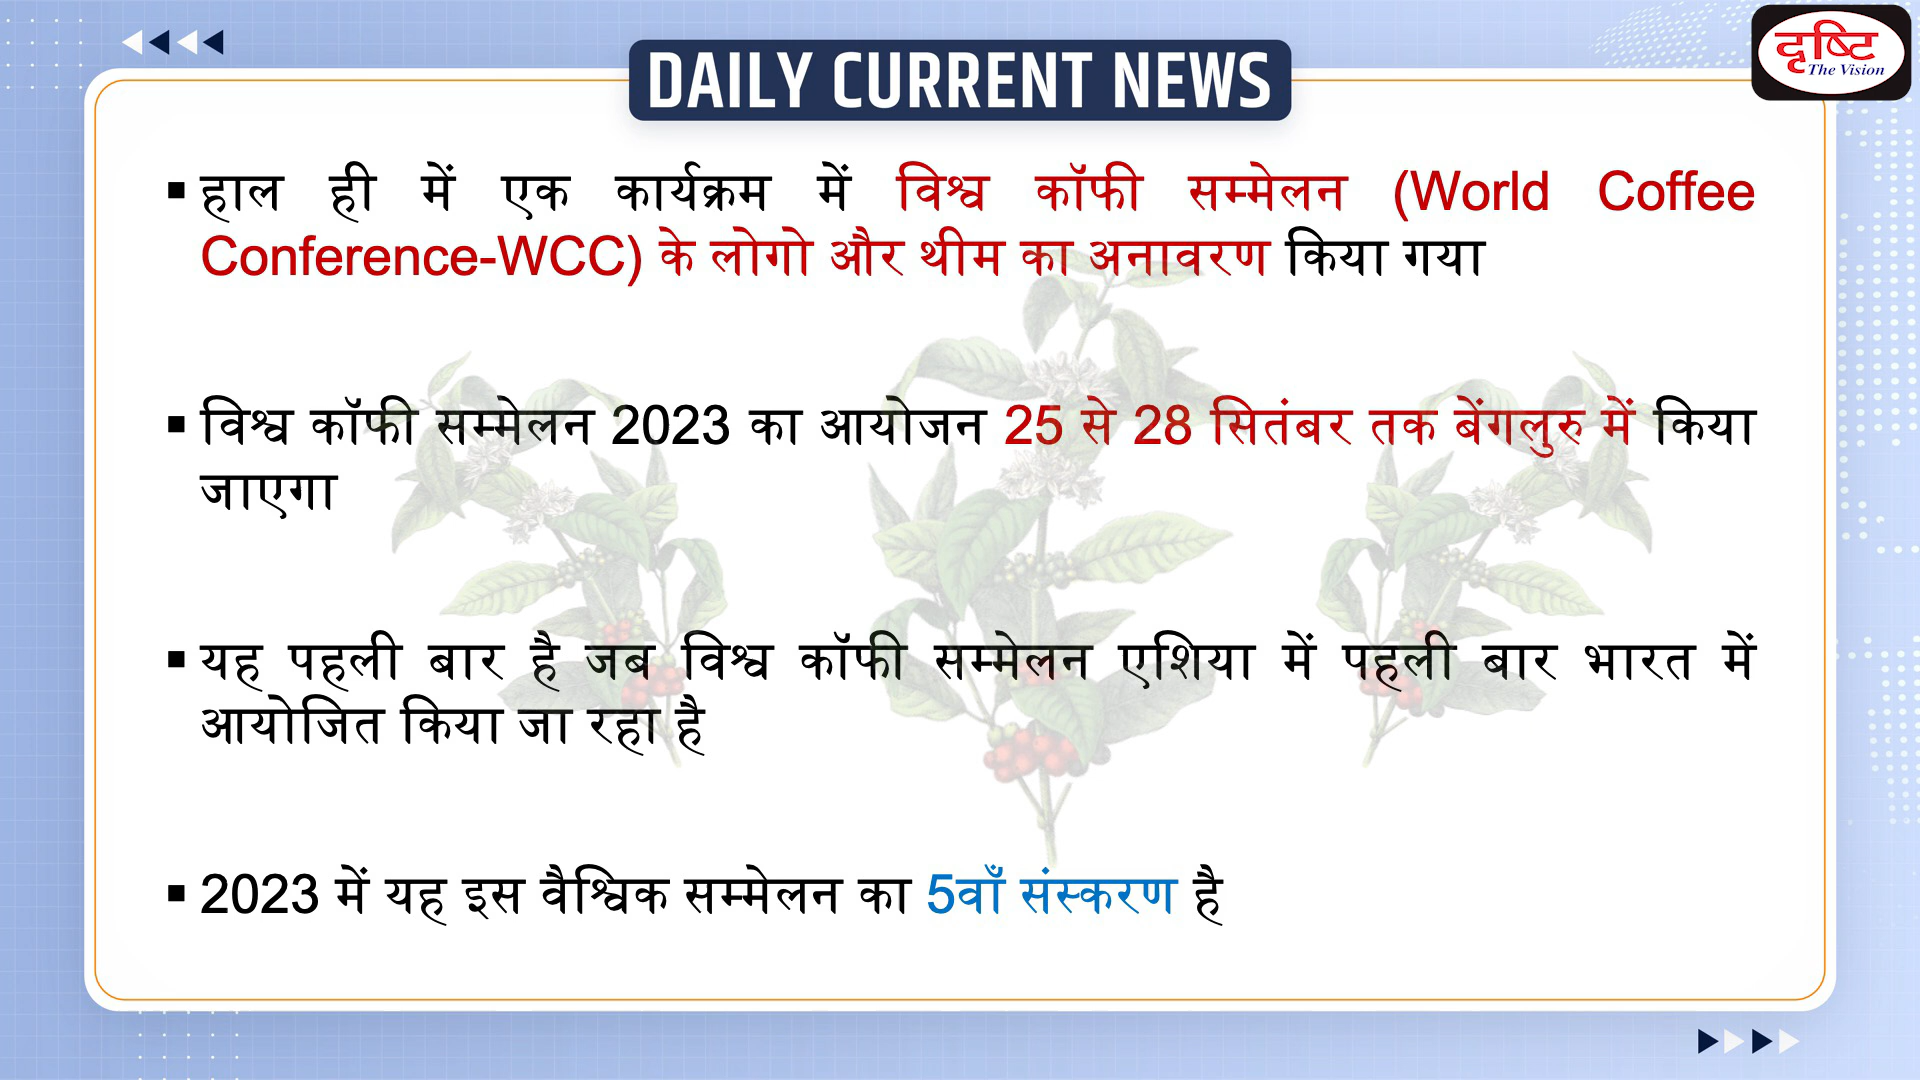 DAILY CURRENT NEWS
दृष्टि
The Vision
▪ हाल ही में एक कार्यक्रम में विश्व कॉफी सम्मेलन (World Coffee
Conference-WCC) के लोगो और थीम का अनावरण किया गया
▪ विश्व कॉफी सम्मेलन 2023 का आयोजन 25 से 28 सितंबर तक बेंगलुरु में किया
जाएगा
▪ यह पहली बार है जब विश्व कॉफी सम्मेलन एशिया में पहली बार भारत में
आयोजित किया जा रहा है
▪ 2023 में यह इस वैश्विक सम्मेलन का 5वाँ संस्करण है